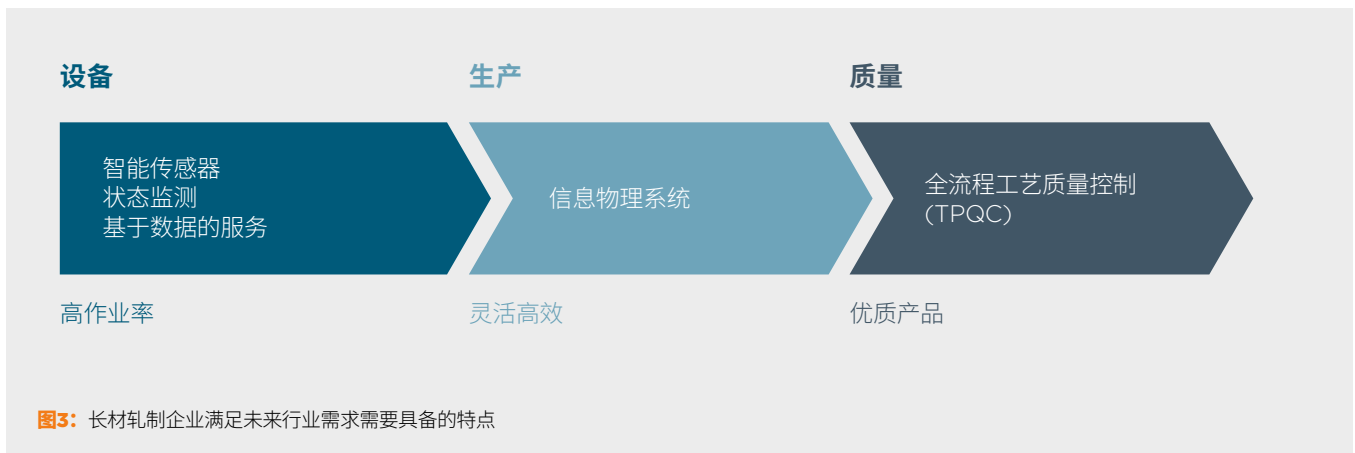 设备
生产
质量
智能传感器
状态监测
基于数据的服务
信息物理系统
全流程工艺质量控制
(TPQC)
高作业率
灵活高效
优质产品
图3：长材轧制企业满足未来行业需求需要具备的特点